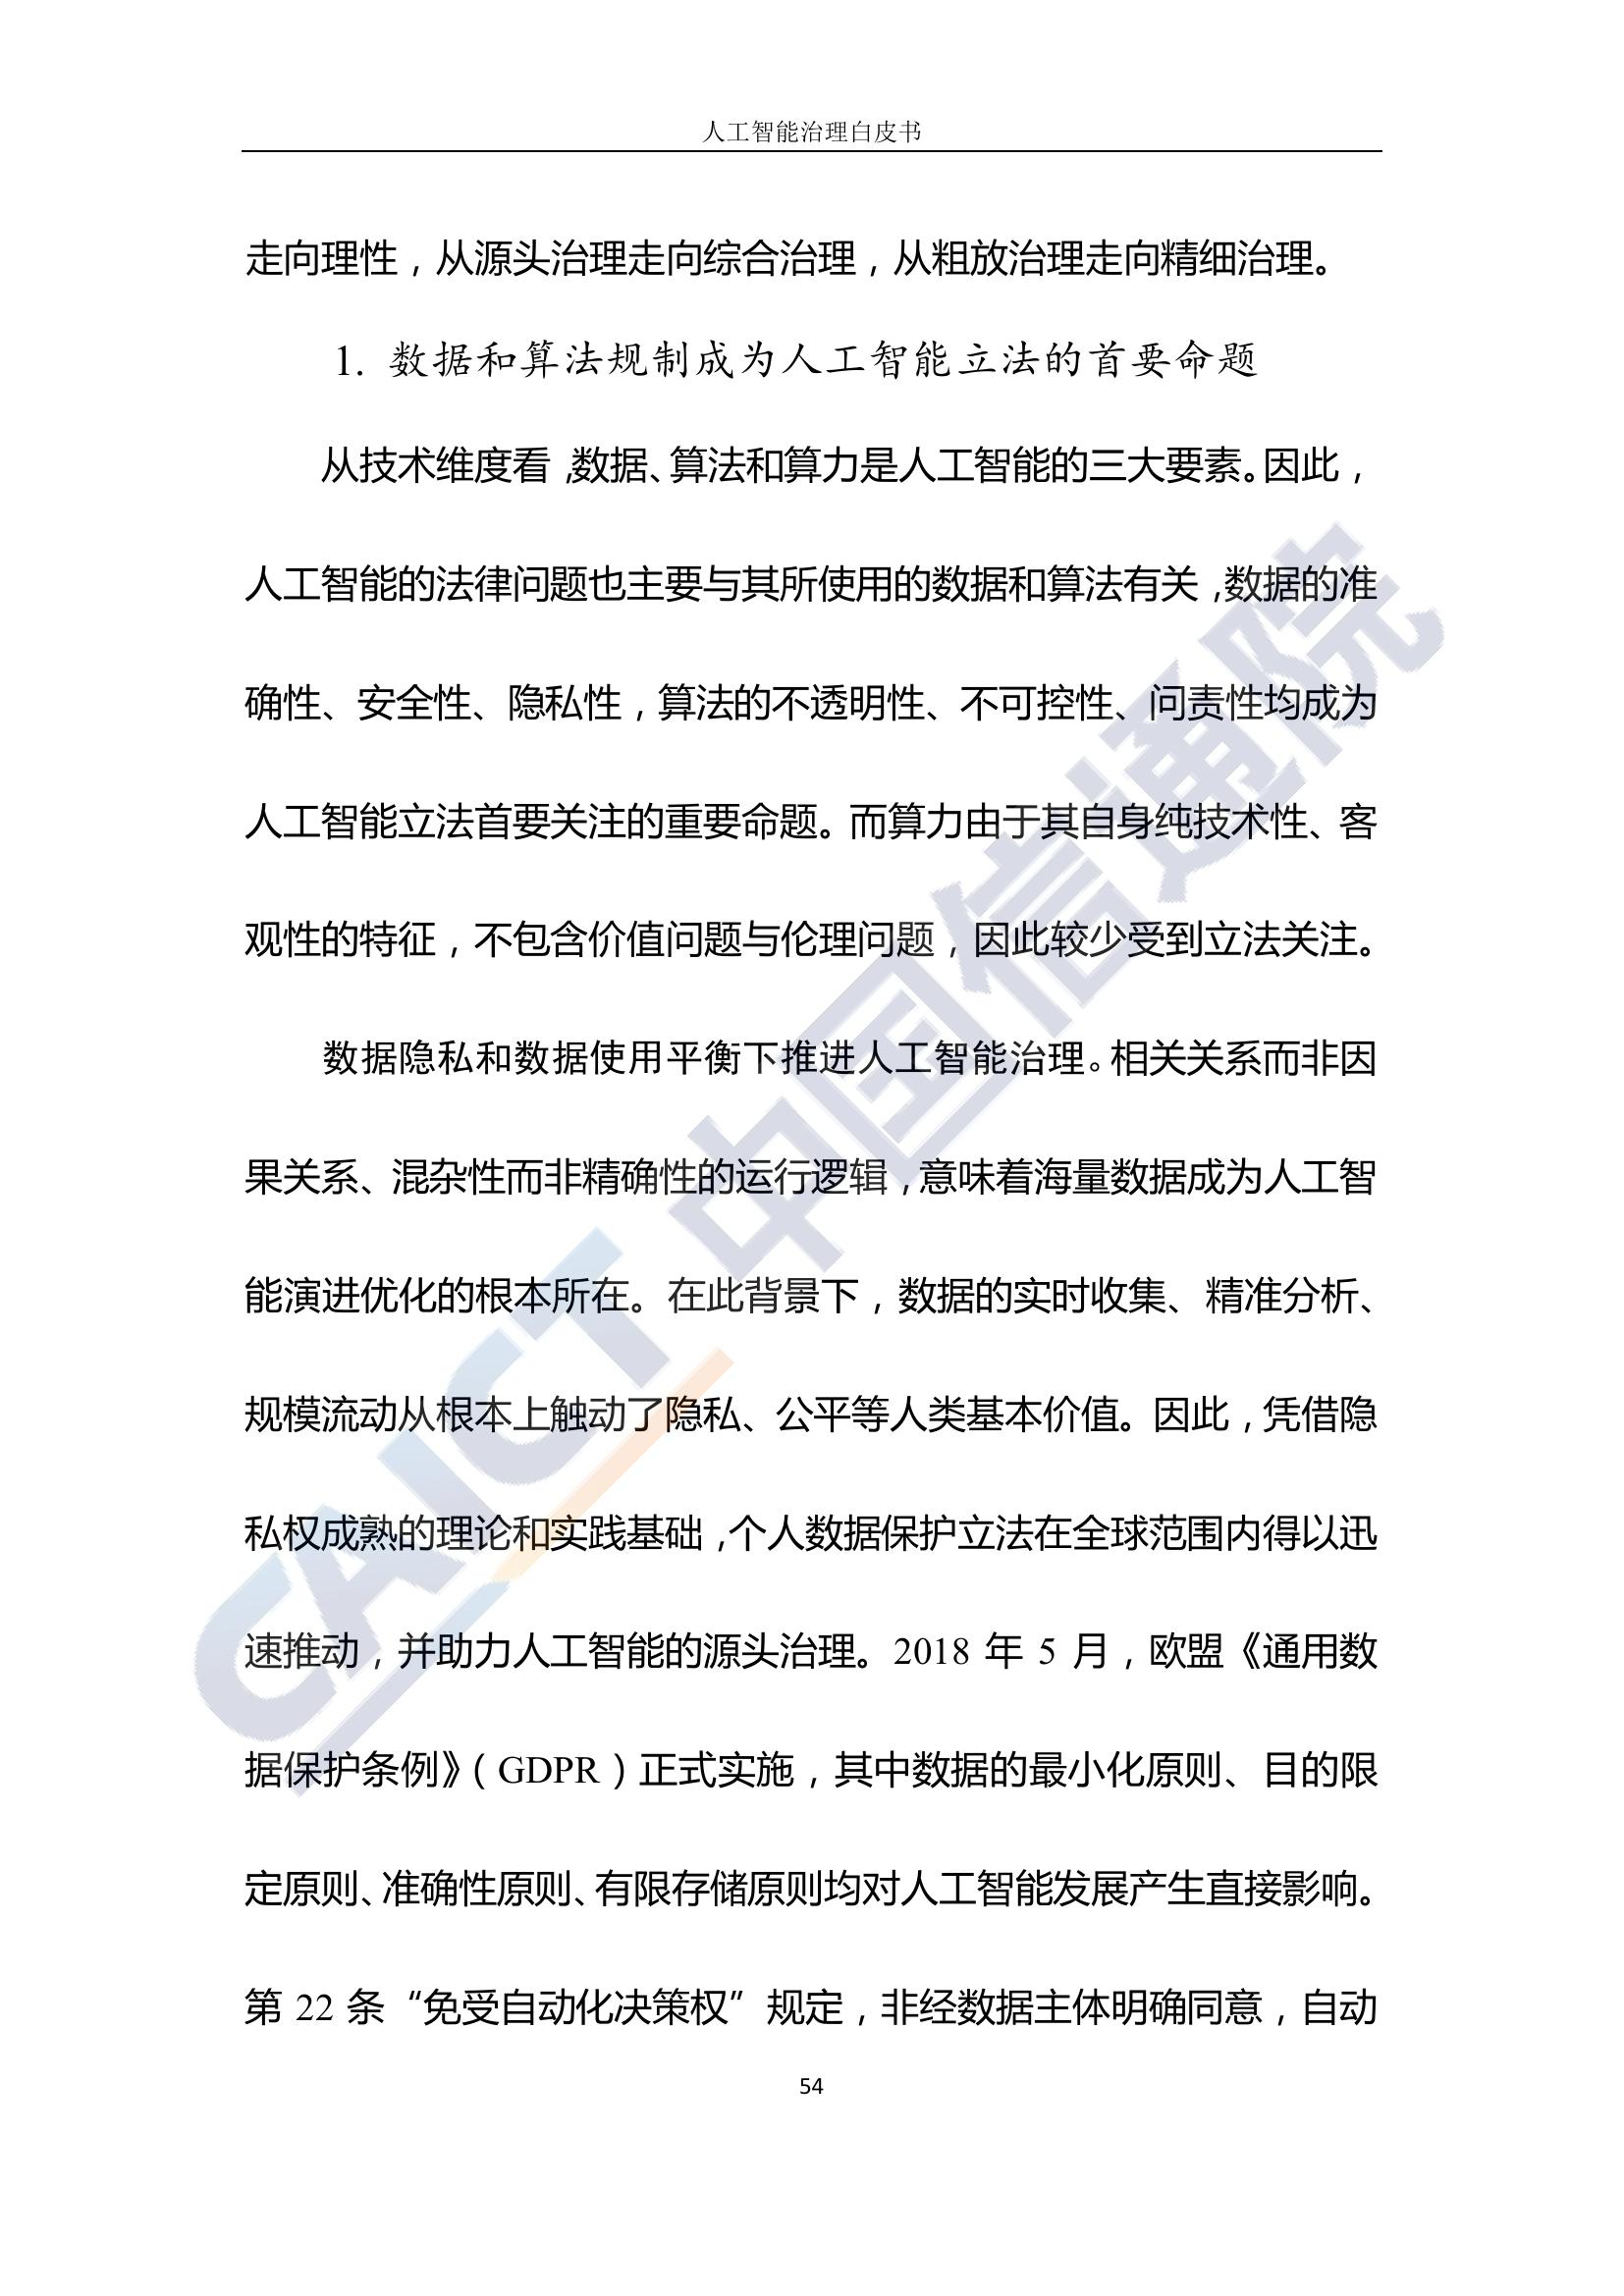 人工智能治理白皮书
走向理性，从源头治理走向综合治理，从粗放治理走向精细治理。
1. 数据和算法规制成为人工智能立法的首要命题
从技术维度看，数据、算法和算力是人工智能的三大要素。因此，
人工智能的法律问题也主要与其所使用的数据和算法有关，数据的准
确性、安全性、隐私性，算法的不透明性、不可控性、问责性均成为
人工智能立法首要关注的重要命题。而算力由于其自身纯技术性、客
观性的特征，不包含价值问题与伦理问题，因此较少受到立法关注。
数据隐私和数据使用平衡下推进人工智能治理。相关关系而非因
果关系、混杂性而非精确性的运行逻辑，意味着海量数据成为人工智
能演进优化的根本所在。在此背景下，数据的实时收集、精准分析、
规模流动从根本上触动了隐私、公平等人类基本价值。因此，凭借隐
私权成熟的理论和实践基础，个人数据保护立法在全球范围内得以迅
速推动，并助力人工智能的源头治理。2018 年 5 月，欧盟《通用数
据保护条例》（GDPR）正式实施，其中数据的最小化原则、目的限
定原则、准确性原则、有限存储原则均对人工智能发展产生直接影响。
第 22 条“免受自动化决策权”规定，非经数据主体明确同意，自动
54
CAICT 中国信通院